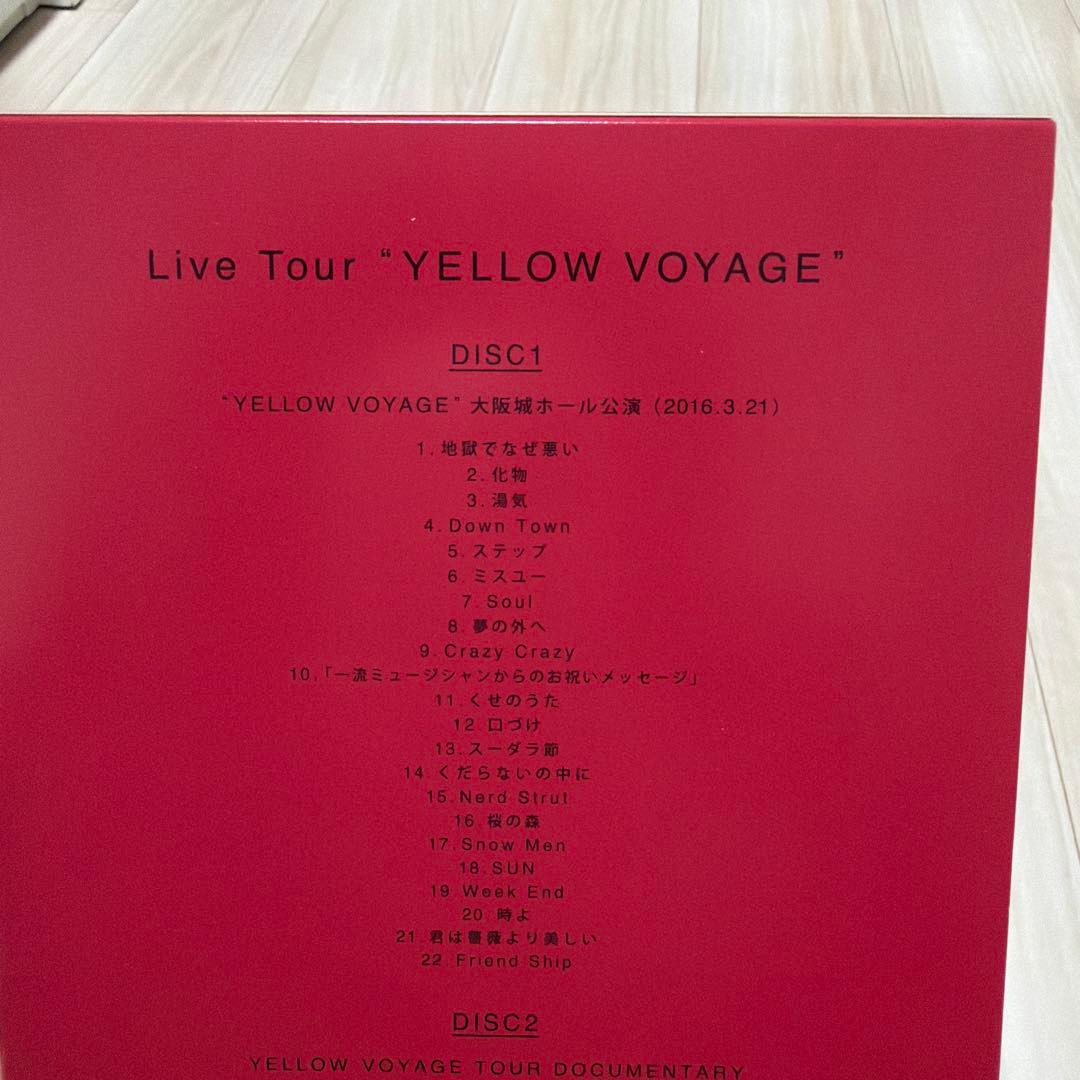 Live Tour “YELLOW VOYAGE”
DISC1
“YELLOW VOYAGE” 大阪城ホール公演（2016.3.21）
1.地獄でなぜ悪い
2.化物
3.湯気
4.Down Town
5.ステップ
6.ミスユー
7.Soul
8.夢の外へ
9.Crazy Crazy
10.「一流ミュージシャンからのお祝いメッセージ」
11.くせのうた
12.口づけ
13.スーダラ節
14.くだらないの中に
15.Nerd Strut
16.桜の森
17.Snow Men
18.SUN
19.Week End
20.時よ
21.君は薔薇より美しい
22.Friend Ship
DISC2
YELLOW VOYAGE TOUR DOCUMENTARY